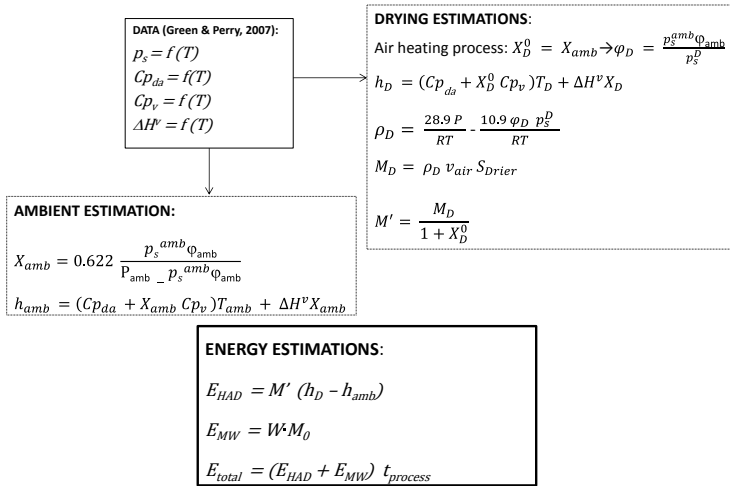 DATA (Green & Perry, 2007):
p_s = f(T)
Cp_da = f(T)
Cp_v = f(T)
ΔH^v = f(T)
DRYING ESTIMATIONS:
Air heating process: X_D^0 = X_amb → φ_D = (p_s^amb φ_amb) / (p_s^D)
h_D = (Cp_da + X_D^0 Cp_v) T_D + ΔH^v X_D
ρ_D = (28.9 P) / (RT) - (10.9 φ_D p_s^D) / (RT)
M_D = ρ_D v_air S_Drier
M' = M_D / (1 + X_D^0)
AMBIENT ESTIMATION:
X_amb = 0.622 (p_s^amb φ_amb) / (P_amb _ p_s^amb φ_amb)
h_amb = (Cp_da + X_amb Cp_v) T_amb + ΔH^v X_amb
ENERGY ESTIMATIONS:
E_HAD = M' (h_D – h_amb)
E_MW = W·M_0
E_total = (E_HAD + E_MW) t_process